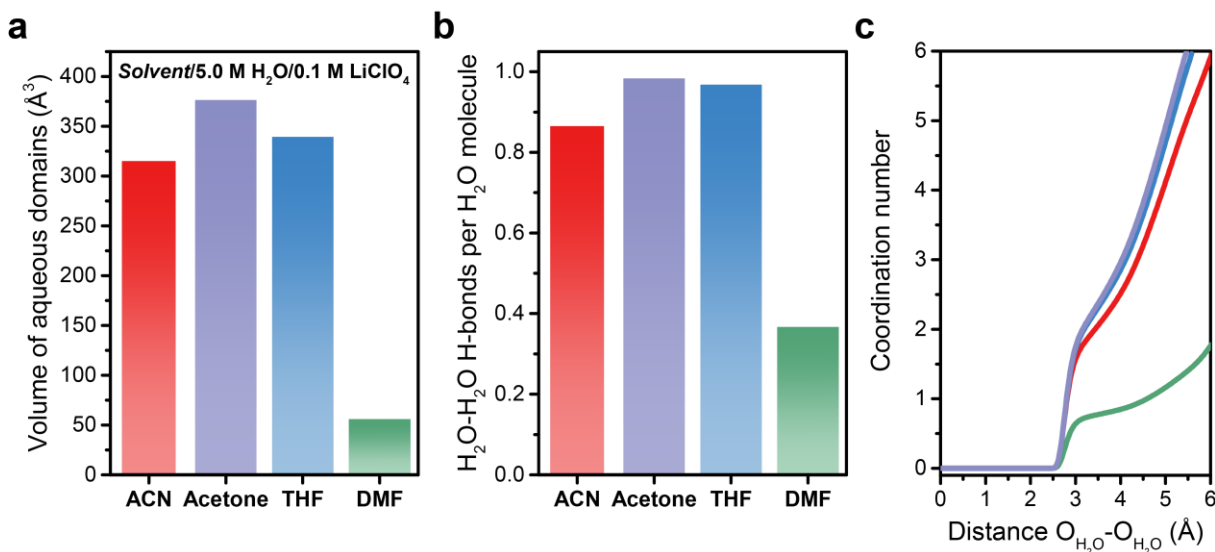 a
Volume of aqueous domains (Å³)
400
350
300
250
200
150
100
50
0
Solvent/5.0 M H₂O/0.1 M LiClO₄
ACN Acetone THF DMF
b
H₂O-H₂O H-bonds per H₂O molecule
1.0
0.8
0.6
0.4
0.2
0.0
ACN Acetone THF DMF
c
Coordination number
6
5
4
3
2
1
0
0 1 2 3 4 5 6
Distance O_H₂O-O_H₂O (Å)